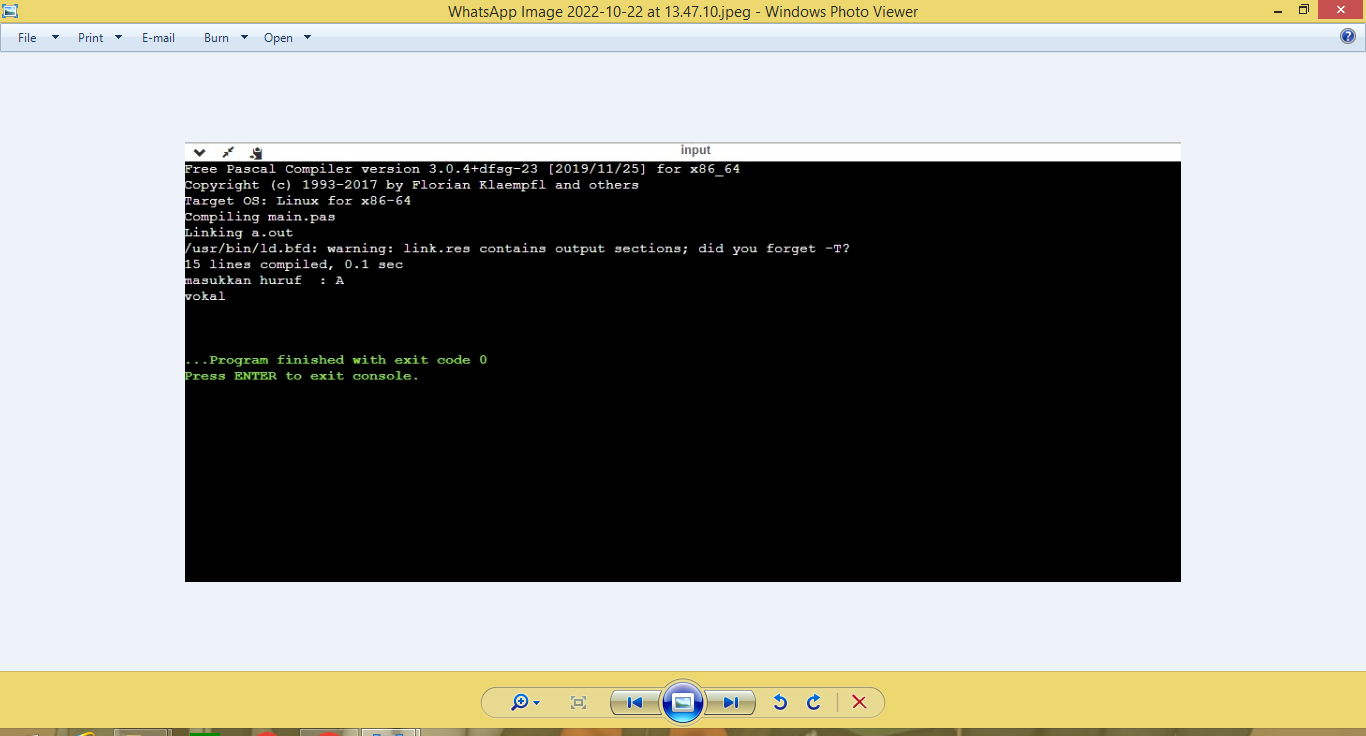 WhatsApp Image 2022-10-22 at 13.47.10.jpeg - Windows Photo Viewer
File Print E-mail Burn Open
input
Free Pascal Compiler version 3.0.4+dfsg-23 [2019/11/25] for x86_64
Copyright (c) 1993-2017 by Florian Klaempfl and others
Target OS: Linux for x86-64
Compiling main.pas
Linking a.out
/usr/bin/ld.bfd: warning: link.res contains output sections; did you forget -T?
15 lines compiled, 0.1 sec
masukkan huruf  : A
vokal
...Program finished with exit code 0
Press ENTER to exit console.